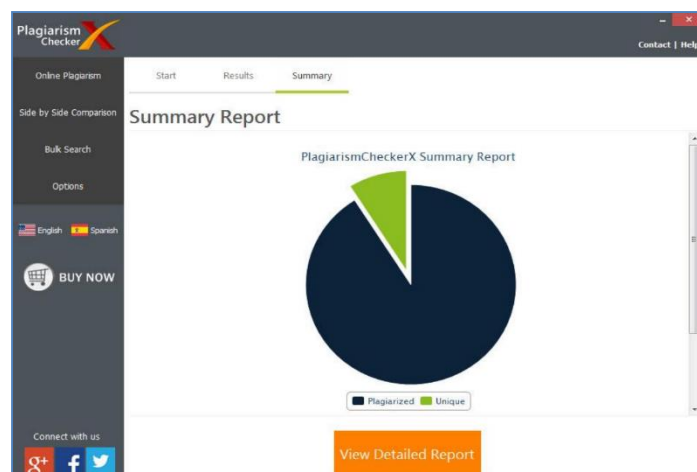 Plagiarism
Checker X
Contact | Help
Online Plagiarism
Side by Side Comparison
Bulk Search
Options
English Spanish
BUY NOW
Connect with us
g+ f
Start Results Summary
Summary Report
PlagiarismCheckerX Summary Report
Plagiarized Unique
View Detailed Report